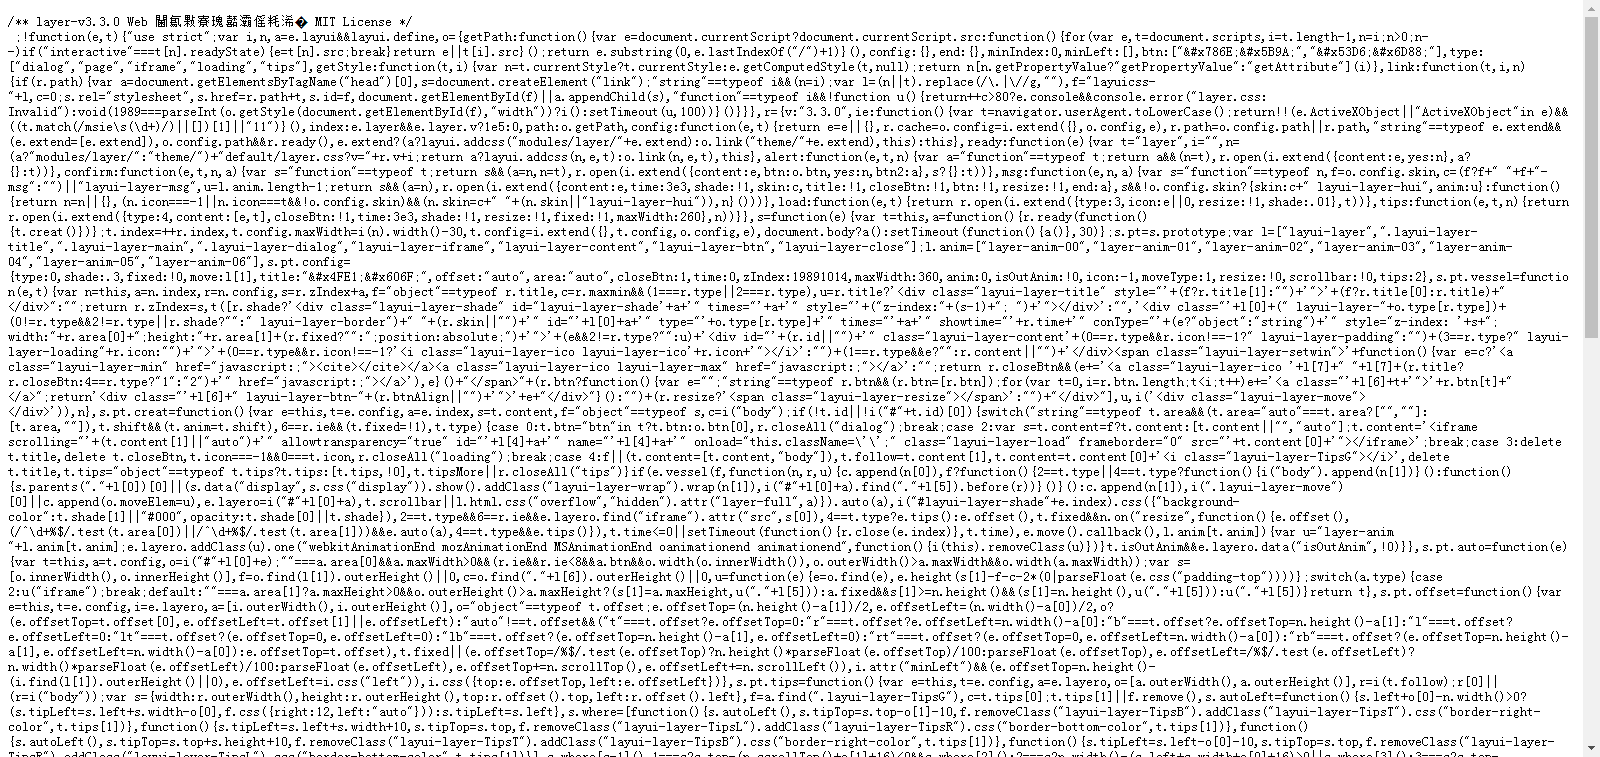 /** layer-v3.3.0 Web 闂氱敤寮瑰嚭灞傜粍浠� MIT License */
;!function(e,t){"use strict";var i,n,a=e.layui&&layui.define,o={getPath:function(){var e=document.currentScript?document.currentScript.src:function(){for(var e,t=document.scripts,i=t.length-1,n=i;n>0;n-
-)if("interactive"===t[n].readyState){e=t[n].src;break}return e||t[i].src}();return e.substring(0,e.lastIndexOf("/")+1)}(),config:{},end:{},minIndex:0,minLeft:[],btn:["&#x786E;&#x5B9A;","&#x53D6;&#x6D88;"],type:
["dialog","page","iframe","loading","tips"],getStyle:function(t,i){var n=t.currentStyle?t.currentStyle:e.getComputedStyle(t,null);return n[n.getPropertyValue?"getPropertyValue":"getAttribute"](i)},link:function(t,i,n)
{if(r.path){var a=document.getElementsByTagName("head")[0],s=document.createElement("link");"string"==typeof i&&(n=i);var l=(n||t).replace(/\.|\//g,""),f="layuicss-
"+l,c=0;s.rel="stylesheet",s.href=r.path+t,s.id=f,document.getElementById(f)||a.appendChild(s),"function"==typeof i&&!function u(){return++c>80?e.console&&console.error("layer.css:
Invalid"):void(1989===parseInt(o.getStyle(document.getElementById(f),"width"))?i():setTimeout(u,100))}()}}},r={v:"3.3.0",ie:function(){var t=navigator.userAgent.toLowerCase();return!!(e.ActiveXObject||"ActiveXObject"in e)&&
((t.match(/msie\s(\d+)/)||[])[1]||"11")}(),index:e.layer&&e.layer.v?1e5:0,path:o.getPath,config:function(e,t){return e=e||{},r.cache=o.config=i.extend({},o.config,e),r.path=o.config.path||r.path,"string"==typeof e.extend&&
(e.extend=[e.extend]),o.config.path&&r.ready(),e.extend?(a?layui.addcss("modules/layer/"+e.extend):o.link("theme/"+e.extend),this):this},ready:function(e){var t="layer",i="",n=
(a?"modules/layer/":"theme/")+"default/layer.css?v="+r.v+i;return a?layui.addcss(n,e,t):o.link(n,e,t),this},alert:function(e,t,n){var a="function"==typeof t;return a&&(n=t),r.open(i.extend({content:e,yes:n},a?
{}:t))},confirm:function(e,t,n,a){var s="function"==typeof t;return s&&(a=n,n=t),r.open(i.extend({content:e,btn:o.btn,yes:n,btn2:a},s?{}:t))},msg:function(e,n,a){var s="function"==typeof n,f=o.config.skin,c=(f?f+" "+f+"-
msg":"")||"layui-layer-msg",u=l.anim.length-1;return s&&(a=n),r.open(i.extend({content:e,time:3e3,shade:!1,skin:c,title:!1,closeBtn:!1,btn:!1,resize:!1,end:a},s&&!o.config.skin?{skin:c+" layui-layer-hui",anim:u}:function()
{return n=n||{},(n.icon===-1||n.icon===t&&!o.config.skin)&&(n.skin=c+" "+(n.skin||"layui-layer-hui")),n}()))},load:function(e,t){return r.open(i.extend({type:3,icon:e||0,resize:!1,shade:.01},t))},tips:function(e,t,n){return
r.open(i.extend({type:4,content:[e,t],closeBtn:!1,time:3e3,shade:!1,resize:!1,fixed:!1,maxWidth:260},n))}},s=function(e){var t=this,a=function(){r.ready(function()
{t.creat()})};t.index=++r.index,t.config.maxWidth=i(n).width()-30,t.config=i.extend({},t.config,o.config,e),document.body?a():setTimeout(function(){a()},30)};s.pt=s.prototype;var l=["layui-layer",".layui-layer-
title",".layui-layer-main",".layui-layer-dialog","layui-layer-iframe","layui-layer-content","layui-layer-btn","layui-layer-close"];l.anim=["layer-anim-00","layer-anim-01","layer-anim-02","layer-anim-03","layer-anim-
04","layer-anim-05","layer-anim-06"],s.pt.config=
{type:0,shade:.3,fixed:!0,move:l[1],title:"&#x4FE1;&#x606F;",offset:"auto",area:"auto",closeBtn:1,time:0,zIndex:19891014,maxWidth:360,anim:0,isOutAnim:!0,icon:-1,moveType:1,resize:!0,scrollbar:!0,tips:2},s.pt.vessel=functio
n(e,t){var n=this,a=n.index,r=n.config,s=r.zIndex+a,f="object"==typeof r.title,c=r.maxmin&&(1===r.type||2===r.type),u=r.title?'<div class="layui-layer-title" style="'+(f?r.title[1]:"")+'">'+(f?r.title[0]:r.title)+"
</div>":"";return r.zIndex=s,t([r.shade?'<div class="layui-layer-shade" id="layui-layer-shade'+a+'" times="'+a+'" style="'+("z-index:"+(s-1)+"; ")+'"></div>':"",'<div class="'+l[0]+(" layui-layer-"+o.type[r.type])+
(0!=r.type&&2!=r.type||r.shade?"":" layui-layer-border")+" "+(r.skin||"")+'" id="'+l[0]+a+'" type="'+o.type[r.type]+'" times="'+a+'" showtime="'+r.time+'" conType="'+(e?"object":"string")+'" style="z-index: '+s+";
width:"+r.area[0]+";height:"+r.area[1]+(r.fixed?"":";position:absolute;")+'">'+(e&&2!=r.type?"":u)+'<div id="'+(r.id||"")+'" class="layui-layer-content'+(0==r.type&&r.icon!==-1?" layui-layer-padding":"")+(3==r.type?" layui-
layer-loading"+r.icon:"")+'">'+(0==r.type&&r.icon!==-1?'<i class="layui-layer-ico layui-layer-ico'+r.icon+'"></i>':"")+(1==r.type&&e?"":r.content||"")+'</div><span class="layui-layer-setwin">'+function(){var e=c?'<a
class="layui-layer-min" href="javascript:;"><cite></cite></a><a class="layui-layer-ico layui-layer-max" href="javascript:;"></a>':"";return r.closeBtn&&(e+='<a class="layui-layer-ico '+l[7]+" "+l[7]+(r.title?
r.closeBtn:4==r.type?"1":"2")+'" href="javascript:;"></a>'),e}()+"</span>"+(r.btn?function(){var e="";"string"==typeof r.btn&&(r.btn=[r.btn]);for(var t=0,i=r.btn.length;t<i;t++)e+='<a class="'+l[6]+t+'">'+r.btn[t]+"
</a>";return'<div class="'+l[6]+" layui-layer-btn-"+(r.btnAlign||"")+'">'+e+"</div>"}():"")+(r.resize?'<span class="layui-layer-resize"></span>':"")+"</div>"],u,i('<div class="layui-layer-move">
</div>')),n},s.pt.creat=function(){var e=this,t=e.config,a=e.index,s=t.content,f="object"==typeof s,c=i("body");if(!t.id||!i("#"+t.id)[0]){switch("string"==typeof t.area&&(t.area="auto"===t.area?["",""]:
[t.area,""]),t.shift&&(t.anim=t.shift),6==r.ie&&(t.fixed=!1),t.type){case 0:t.btn="btn"in t?t.btn:o.btn[0],r.closeAll("dialog");break;case 2:var s=t.content=f?t.content:[t.content||"","auto"];t.content='<iframe
scrolling="'+(t.content[1]||"auto")+'" allowtransparency="true" id="'+l[4]+a+'" name="'+l[4]+a+'" onload="this.className=\'\';" class="layui-layer-load" frameborder="0" src="'+t.content[0]+'"></iframe>';break;case 3:delete
t.title,delete t.closeBtn,t.icon===-1&&0===t.icon,r.closeAll("loading");break;case 4:f||(t.content=[t.content,"body"]),t.follow=t.content[1],t.content=t.content[0]+'<i class="layui-layer-TipsG"></i>',delete
t.title,t.tips="object"==typeof t.tips?t.tips:[t.tips,!0],t.tipsMore||r.closeAll("tips")}if(e.vessel(f,function(n,r,u){c.append(n[0]),f?function(){2==t.type||4==t.type?function(){i("body").append(n[1])}():function()
{s.parents("."+l[0])[0]||(s.data("display",s.css("display")).show().addClass("layui-layer-wrap").wrap(n[1]),i("#"+l[0]+a).find("."+l[5]).before(r))}()}():c.append(n[1]),i(".layui-layer-move")
[0]||c.append(o.moveElem=u),e.layero=i("#"+l[0]+a),t.scrollbar||l.html.css("overflow","hidden").attr("layer-full",a)}).auto(a),i("#layui-layer-shade"+e.index).css({"background-
color":t.shade[1]||"#000",opacity:t.shade[0]||t.shade}),2==t.type&&6==r.ie&&e.layero.find("iframe").attr("src",s[0]),4==t.type?e.tips():e.offset(),t.fixed&&n.on("resize",function(){e.offset(),
(/^\d+%$/.test(t.area[0])||/^\d+%$/.test(t.area[1]))&&e.auto(a),4==t.type&&e.tips()}),t.time<=0||setTimeout(function(){r.close(e.index)},t.time),e.move().callback(),l.anim[t.anim]){var u="layer-anim
"+l.anim[t.anim];e.layero.addClass(u).one("webkitAnimationEnd mozAnimationEnd MSAnimationEnd oanimationend animationend",function(){i(this).removeClass(u)})}t.isOutAnim&&e.layero.data("isOutAnim",!0)}},s.pt.auto=function(e)
{var t=this,a=t.config,o=i("#"+l[0]+e);""===a.area[0]&&a.maxWidth>0&&(r.ie&&r.ie<8&&a.btn&&o.width(o.innerWidth()),o.outerWidth()>a.maxWidth&&o.width(a.maxWidth));var s=
[o.innerWidth(),o.innerHeight()],f=o.find(l[1]).outerHeight()||0,c=o.find("."+l[6]).outerHeight()||0,u=function(e){e=o.find(e),e.height(s[1]-f-c-2*(0|parseFloat(e.css("padding-top"))))};switch(a.type){case
2:u("iframe");break;default:""===a.area[1]?a.maxHeight>0&&o.outerHeight()>a.maxHeight?(s[1]=a.maxHeight,u("."+l[5])):a.fixed&&s[1]>=n.height()&&(s[1]=n.height(),u("."+l[5])):u("."+l[5])}return t},s.pt.offset=function(){var
e=this,t=e.config,i=e.layero,a=[i.outerWidth(),i.outerHeight()],o="object"==typeof t.offset;e.offsetTop=(n.height()-a[1])/2,e.offsetLeft=(n.width()-a[0])/2,o?
(e.offsetTop=t.offset[0],e.offsetLeft=t.offset[1]||e.offsetLeft):"auto"!==t.offset&&("t"===t.offset?e.offsetTop=0:"r"===t.offset?e.offsetLeft=n.width()-a[0]:"b"===t.offset?e.offsetTop=n.height()-a[1]:"l"===t.offset?
e.offsetLeft=0:"lt"===t.offset?(e.offsetTop=0,e.offsetLeft=0):"lb"===t.offset?(e.offsetTop=n.height()-a[1],e.offsetLeft=0):"rt"===t.offset?(e.offsetTop=0,e.offsetLeft=n.width()-a[0]):"rb"===t.offset?(e.offsetTop=n.height()-
a[1],e.offsetLeft=n.width()-a[0]):e.offsetTop=t.offset),t.fixed||(e.offsetTop=/%$/.test(e.offsetTop)?n.height()*parseFloat(e.offsetTop)/100:parseFloat(e.offsetTop),e.offsetLeft=/%$/.test(e.offsetLeft)?
n.width()*parseFloat(e.offsetLeft)/100:parseFloat(e.offsetLeft),e.offsetTop+=n.scrollTop(),e.offsetLeft+=n.scrollLeft()),i.attr("minLeft")&&(e.offsetTop=n.height()-
(i.find(l[1]).outerHeight()||0),e.offsetLeft=i.css("left")),i.css({top:e.offsetTop,left:e.offsetLeft})},s.pt.tips=function(){var e=this,t=e.config,a=e.layero,o=[a.outerWidth(),a.outerHeight()],r=i(t.follow);r[0]||
(r=i("body"));var s={width:r.outerWidth(),height:r.outerHeight(),top:r.offset().top,left:r.offset().left},f=a.find(".layui-layer-TipsG"),c=t.tips[0];t.tips[1]||f.remove(),s.autoLeft=function(){s.left+o[0]-n.width()>0?
(s.tipLeft=s.left+s.width-o[0],f.css({right:12,left:"auto"})):s.tipLeft=s.left},s.where=[function(){s.autoLeft(),s.tipTop=s.top-o[1]-10,f.removeClass("layui-layer-TipsB").addClass("layui-layer-TipsT").css("border-right-
color",t.tips[1])},function(){s.tipLeft=s.left+s.width+10,s.tipTop=s.top,f.removeClass("layui-layer-TipsL").addClass("layui-layer-TipsR").css("border-bottom-color",t.tips[1])},function()
{s.autoLeft(),s.tipTop=s.top+s.height+10,f.removeClass("layui-layer-TipsT").addClass("layui-layer-TipsB").css("border-right-color",t.tips[1])},function(){s.tipLeft=s.left-o[0]-10,s.tipTop=s.top,f.removeClass("layui-layer-